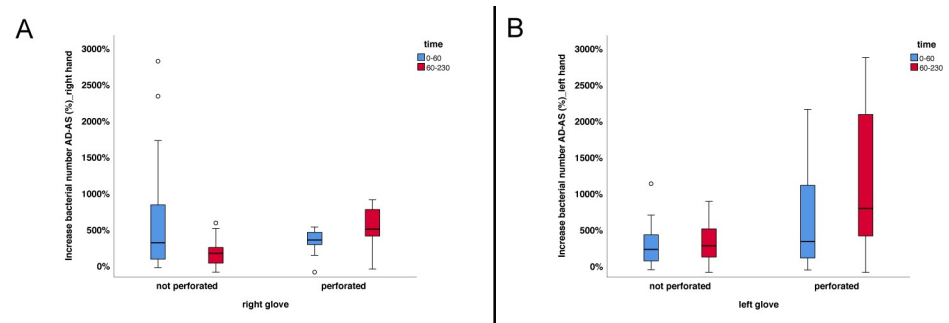 A
Increase bacterial number AD-AS (%)_right hand
3000%
2500%
2000%
1500%
1000%
500%
0%
not perforated
perforated
right glove
time
0-60
60-230
B
Increase bacterial number AD-AS (%)_left hand
3000%
2500%
2000%
1500%
1000%
500%
0%
not perforated
perforated
left glove
time
0-60
60-230